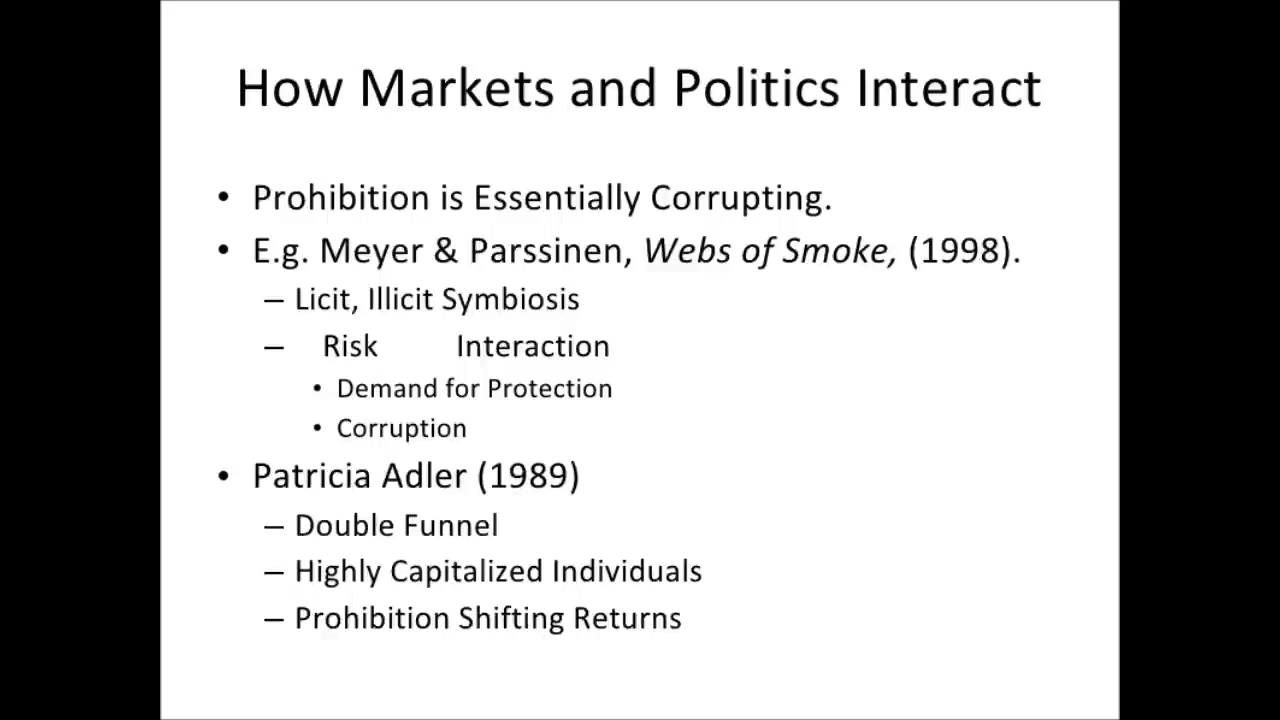 How Markets and Politics Interact
• Prohibition is Essentially Corrupting.
• E.g. Meyer & Parssinen, Webs of Smoke, (1998).
– Licit, Illicit Symbiosis
– Risk Interaction
• Demand for Protection
• Corruption
• Patricia Adler (1989)
– Double Funnel
– Highly Capitalized Individuals
– Prohibition Shifting Returns